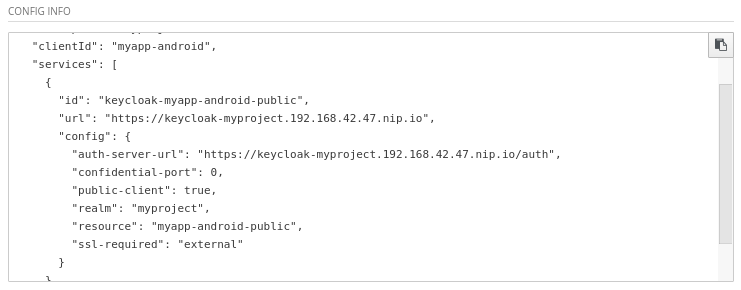 CONFIG INFO
"clientId": "myapp-android",
"services": [
{
"id": "keycloak-myapp-android-public",
"url": "https://keycloak-myproject.192.168.42.47.nip.io",
"config": {
"auth-server-url": "https://keycloak-myproject.192.168.42.47.nip.io/auth",
"confidential-port": 0,
"public-client": true,
"realm": "myproject",
"resource": "myapp-android-public",
"ssl-required": "external"
}
}